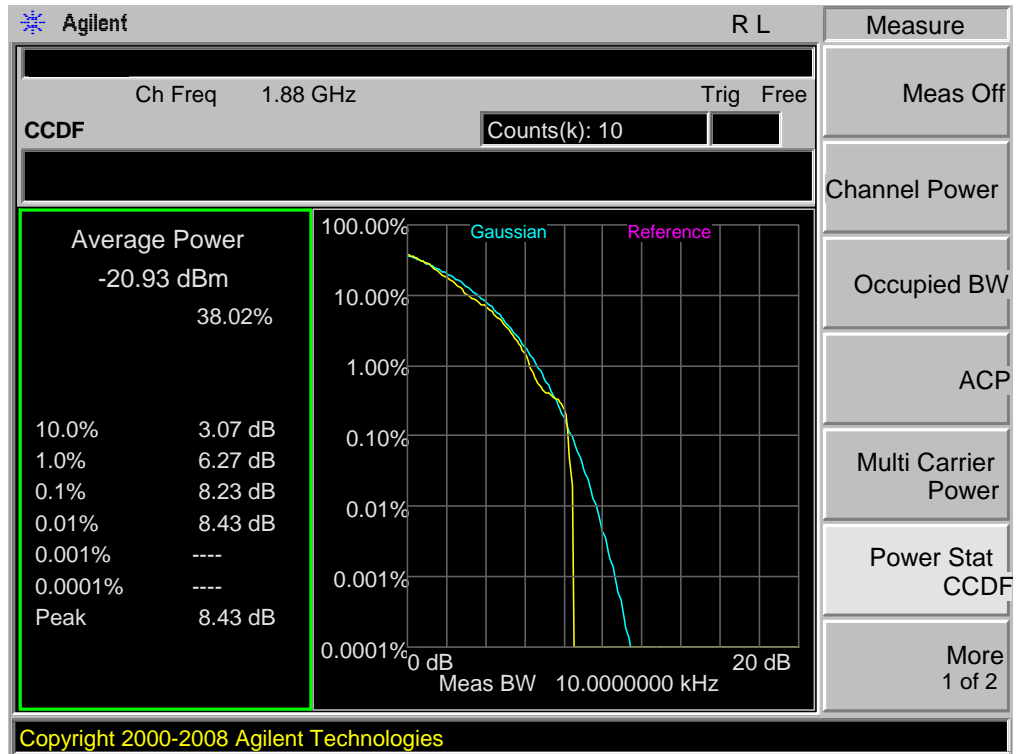 Agilent R L Measure
Ch Freq 1.88 GHz Trig Free
CCDF Counts(k): 10
Average Power
-20.93 dBm
38.02%
10.0% 3.07 dB
1.0% 6.27 dB
0.1% 8.23 dB
0.01% 8.43 dB
0.001% ----
0.0001% ----
Peak 8.43 dB
Gaussian Reference
100.00%
10.00%
1.00%
0.10%
0.01%
0.001%
0.0001%
0 dB 20 dB
Meas BW 10.0000000 kHz
Meas Off
Channel Power
Occupied BW
ACP
Multi Carrier
Power
Power Stat
CCDF
More
1 of 2
Copyright 2000-2008 Agilent Technologies